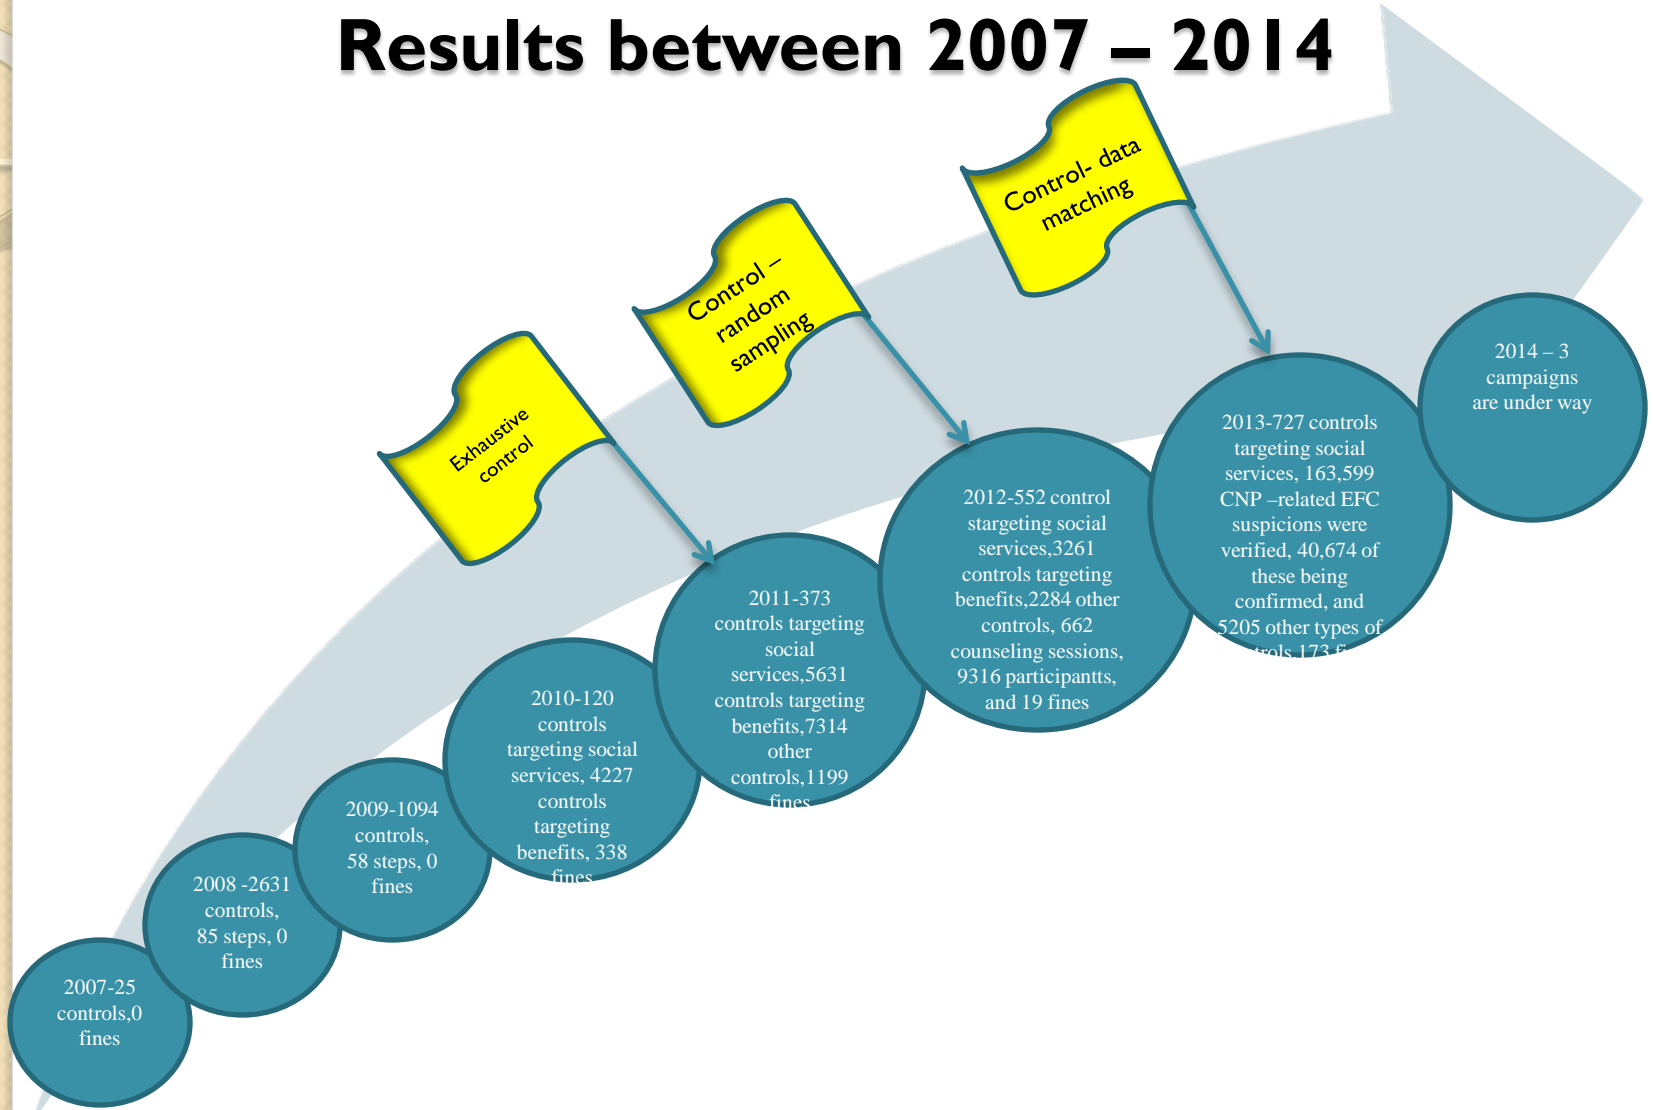 Results between 2007 – 2014
Control- data
matching
Control –
random
sampling
Exhaustive
control
2007-25
controls,0
fines
2008 -2631
controls,
85 steps, 0
fines
2009-1094
controls,
58 steps, 0
fines
2010-120
controls
targeting social
services, 4227
controls
targeting
benefits, 338
fines
2011-373
controls targeting
social
services,5631
controls targeting
benefits,7314
other
controls,1199
fines
2012-552 control
stargeting social
services,3261
controls targeting
benefits,2284 other
controls, 662
counseling sessions,
9316 participantts,
and 19 fines
2013-727 controls
targeting social
services, 163,599
CNP –related EFC
suspicions were
verified, 40,674 of
these being
confirmed, and
5205 other types of
173
2014 – 3
campaigns
are under way